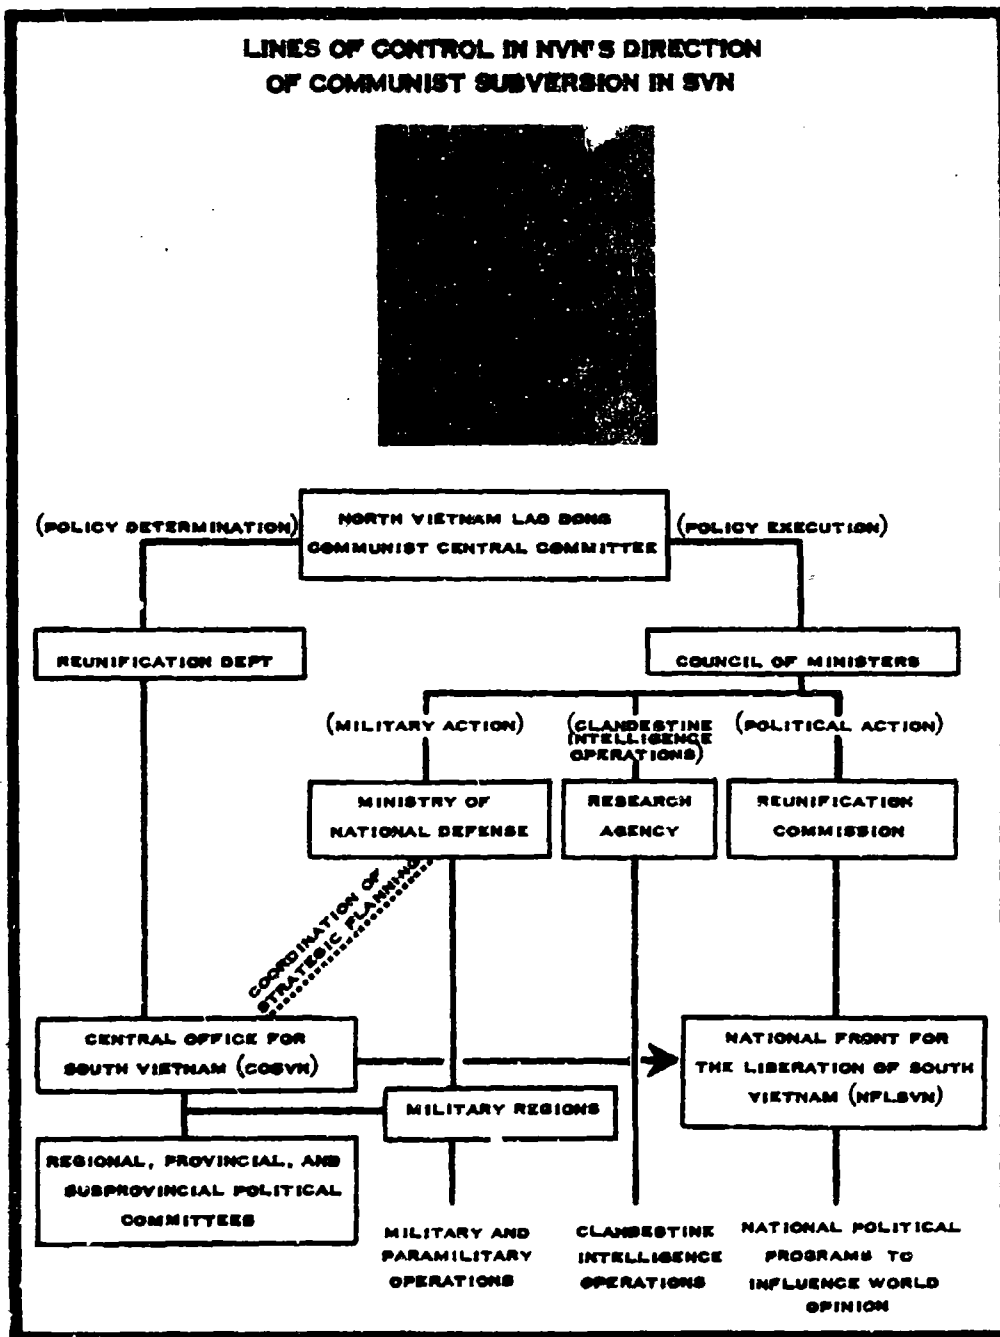 LINES OF CONTROL IN NVN'S DIRECTION
OF COMMUNIST SUBVERSION IN SVN
(POLICY DETERMINATION)
NORTH VIETNAM LAO DONG
COMMUNIST CENTRAL COMMITTEE
(POLICY EXECUTION)
REUNIFICATION DEPT
COUNCIL OF MINISTERS
(MILITARY ACTION)
(CLANDESTINE
INTELLIGENCE
OPERATIONS)
(POLITICAL ACTION)
MINISTRY OF
NATIONAL DEFENSE
RESEARCH
AGENCY
REUNIFICATION
COMMISSION
COORDINATION OF
STRATEGIC PLANNING
CENTRAL OFFICE FOR
SOUTH VIETNAM (COSVN)
NATIONAL FRONT FOR
THE LIBERATION OF SOUTH
VIETNAM (NFLSVN)
MILITARY REGIONS
REGIONAL, PROVINCIAL, AND
SUBPROVINCIAL POLITICAL
COMMITTEES
MILITARY AND
PARAMILITARY
OPERATIONS
CLANDESTINE
INTELLIGENCE
OPERATIONS
NATIONAL POLITICAL
PROGRAMS TO
INFLUENCE WORLD
OPINION